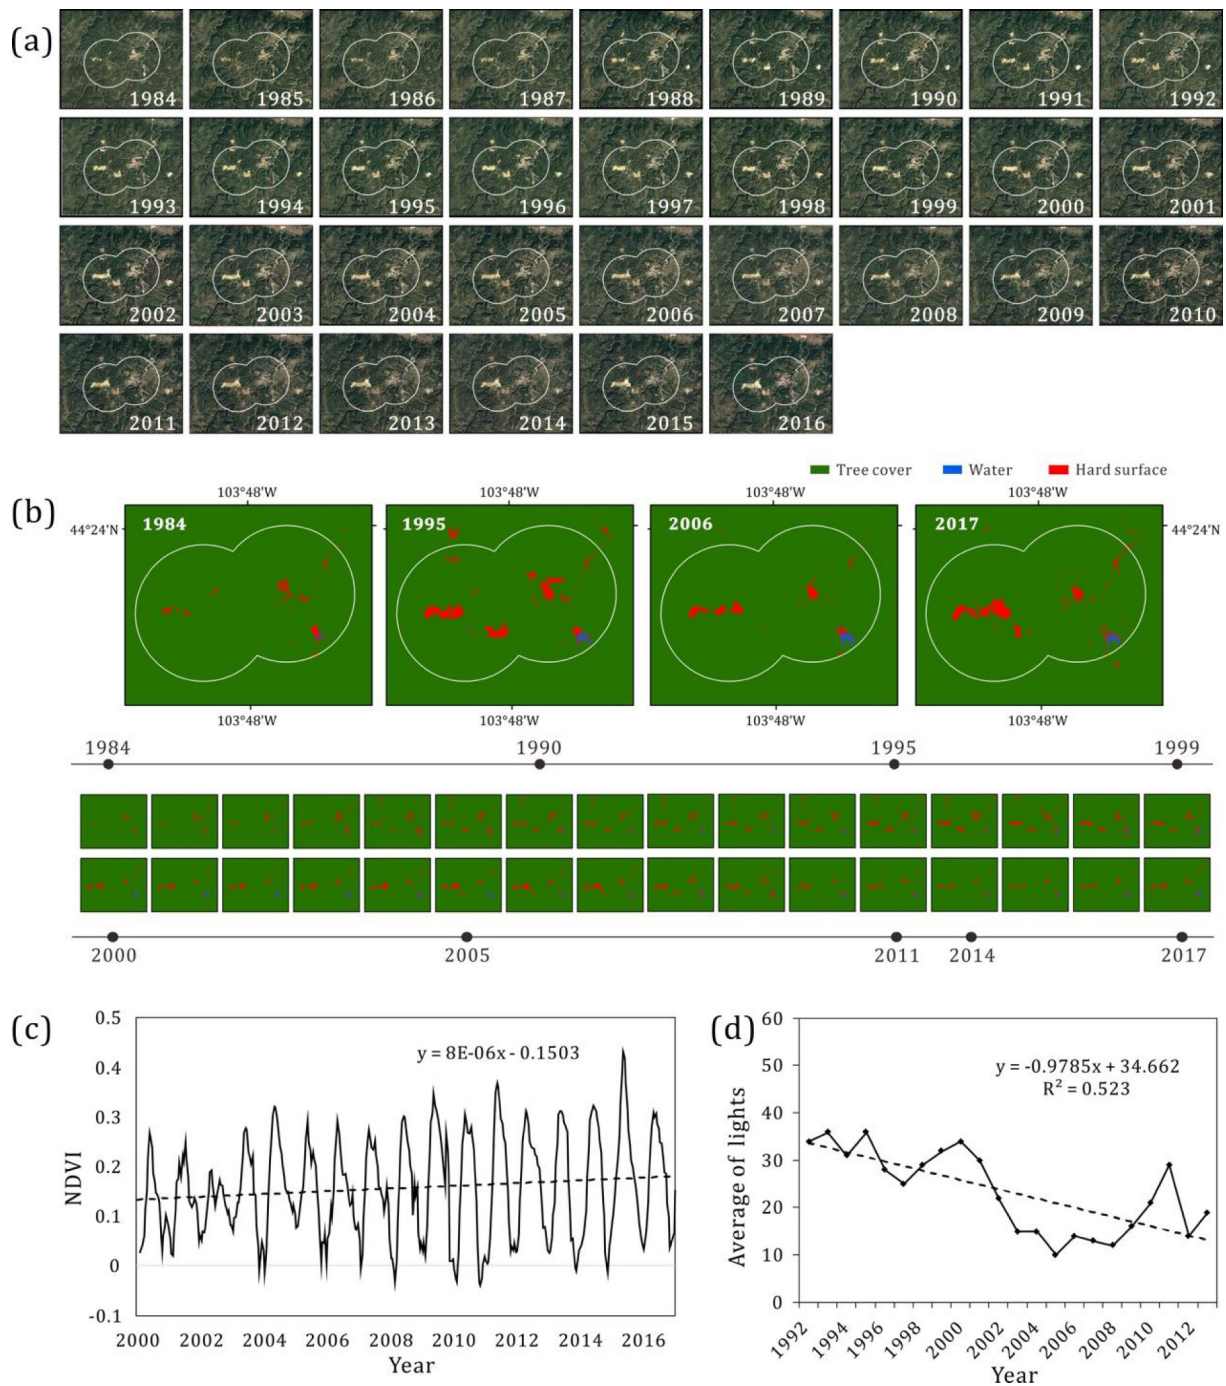 (a)
1984 1985 1986 1987 1988 1989 1990 1991 1992
1993 1994 1995 1996 1997 1998 1999 2000 2001
2002 2003 2004 2005 2006 2007 2008 2009 2010
2011 2012 2013 2014 2015 2016
Tree cover Water Hard surface
(b)
103°48'W 103°48'W 103°48'W 103°48'W
44°24'N 1984 1995 2006 2017 44°24'N
103°48'W 103°48'W 103°48'W 103°48'W
1984 1990 1995 1999
2000 2005 2011 2014 2017
(c)
y = 8E-06x - 0.1503
NDVI
0.5
0.4
0.3
0.2
0.1
0
-0.1
2000 2002 2004 2006 2008 2010 2012 2014 2016
Year
(d)
y = -0.9785x + 34.662
R² = 0.523
Average of lights
60
50
40
30
20
10
0
1992 1994 1996 1998 2000 2002 2004 2006 2008 2010 2012
Year